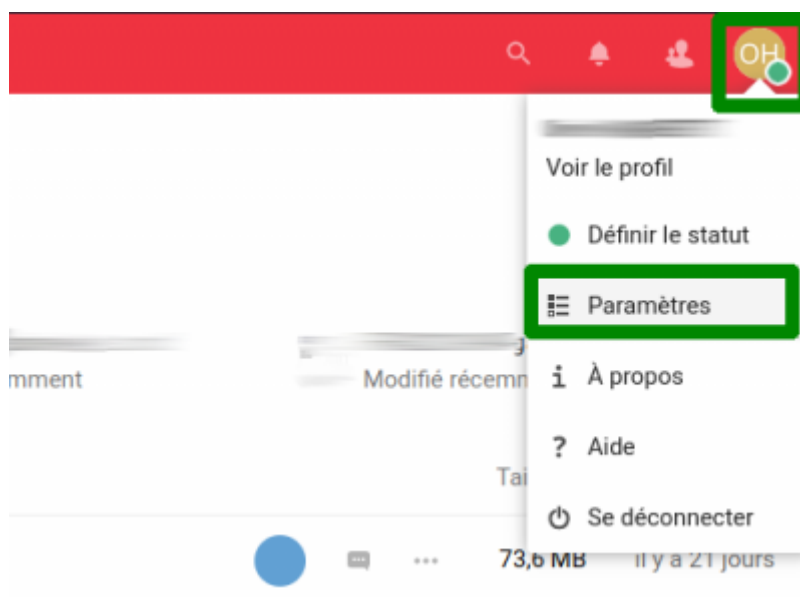 OH
Voir le profil
Définir le statut
Paramètres
mment
Modifié récemm
À propos
Aide
Tai
Se déconnecter
73,6 MB
il y a 21 jours